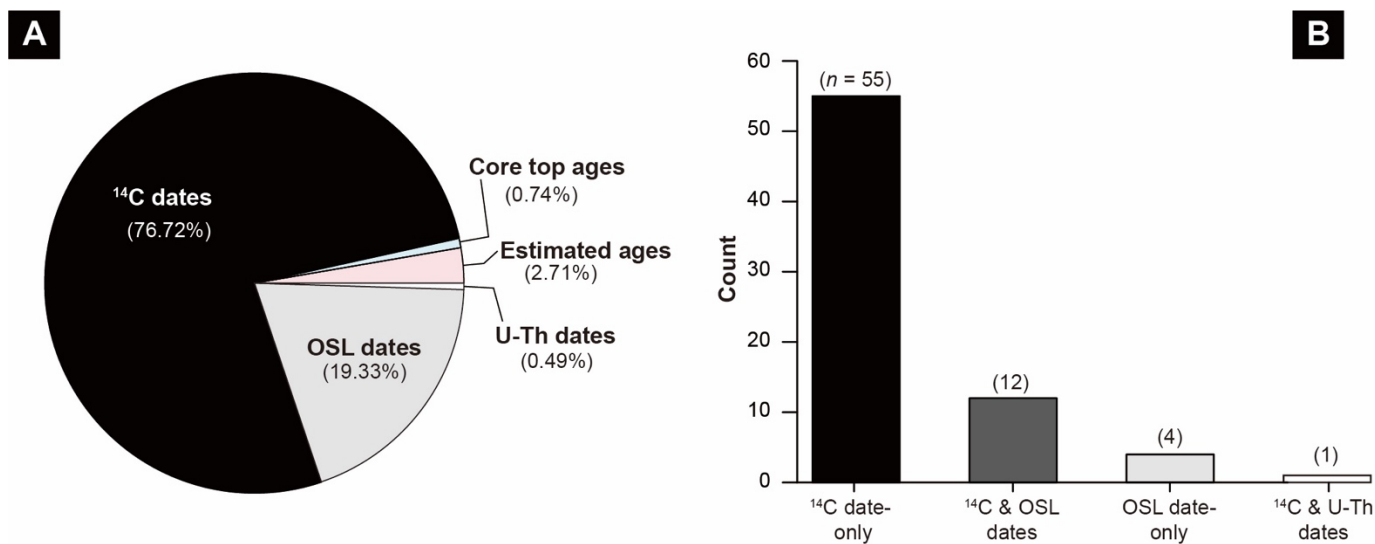 A
¹⁴C dates
(76.72%)
Core top ages
(0.74%)
Estimated ages
(2.71%)
U-Th dates
(0.49%)
OSL dates
(19.33%)
B
60
50
40
30
20
10
0
Count
(n = 55)
(12)
(4)
(1)
¹⁴C date-
only
¹⁴C & OSL
dates
OSL date-
only
¹⁴C & U-Th
dates